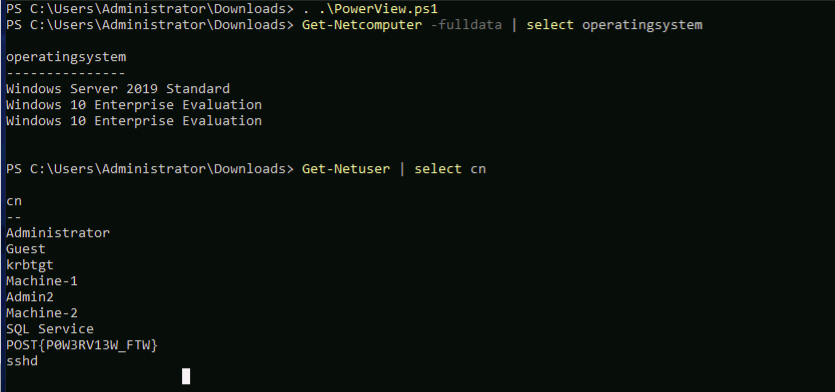 PS C:\Users\Administrator\Downloads> . .\PowerView.ps1
PS C:\Users\Administrator\Downloads> Get-Netcomputer -fulldata | select operatingsystem
operatingsystem
---------------
Windows Server 2019 Standard
Windows 10 Enterprise Evaluation
Windows 10 Enterprise Evaluation
PS C:\Users\Administrator\Downloads> Get-Netuser | select cn
cn
--
Administrator
Guest
krbtgt
Machine-1
Admin2
Machine-2
SQL Service
POST{P0W3RV13W_FTW}
sshd